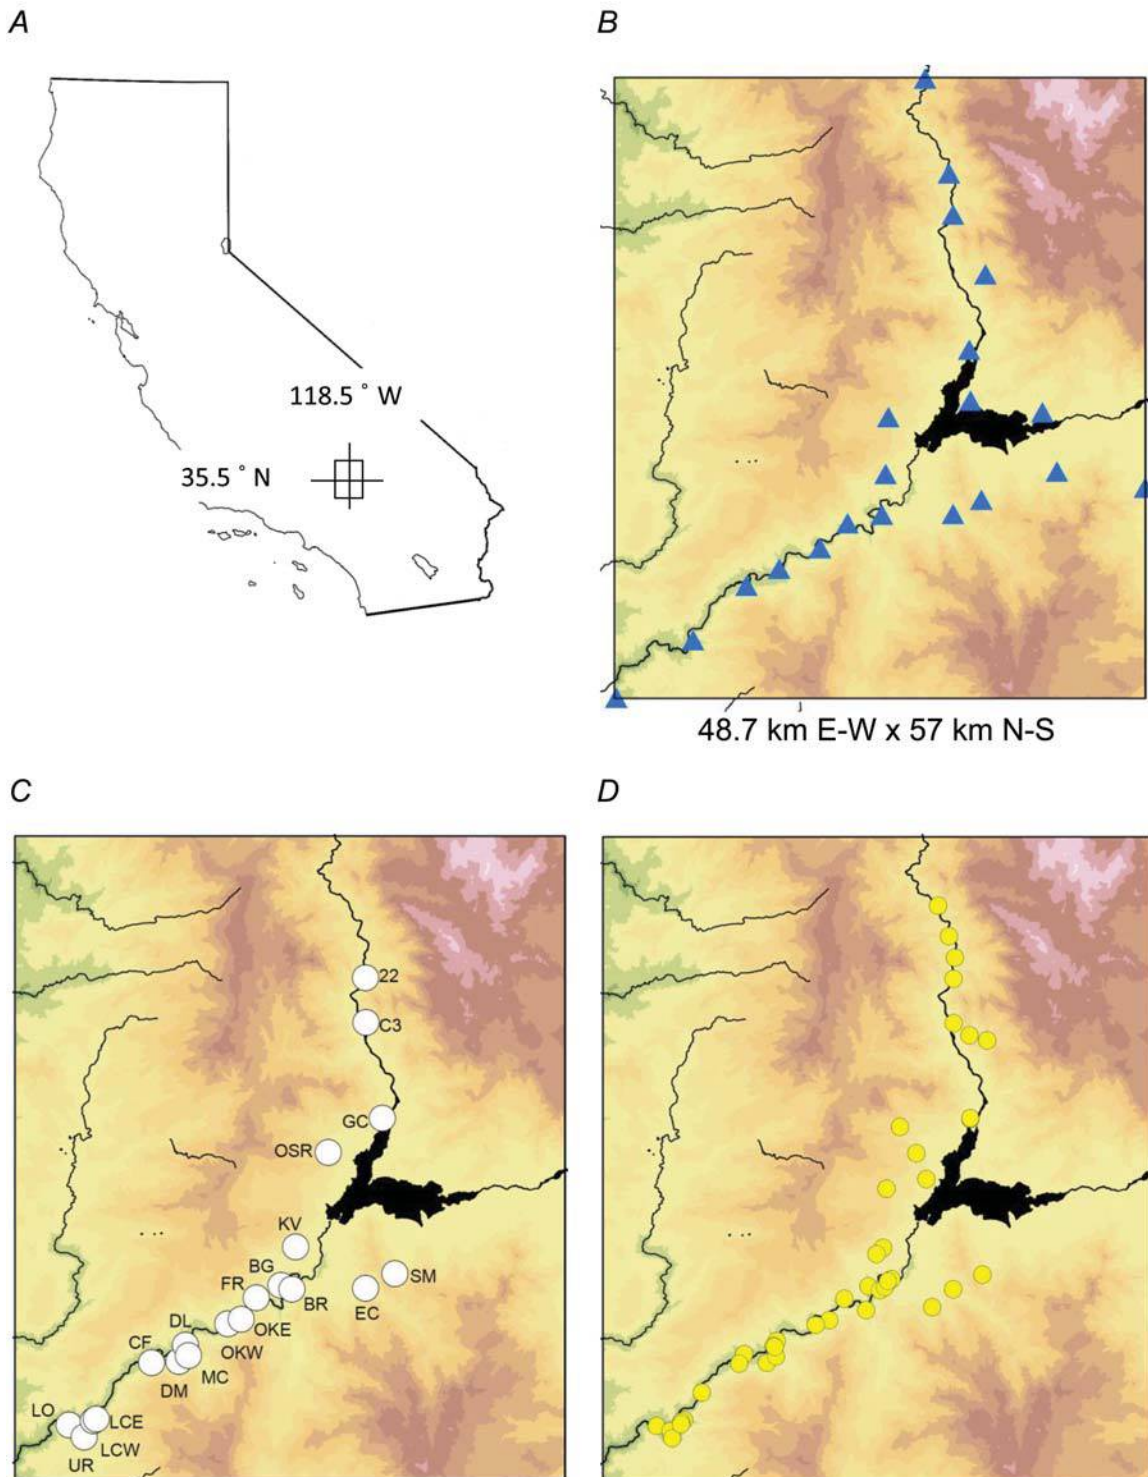 A
B
118.5 ° W
35.5 ° N
48.7 km E-W x 57 km N-S
C
D
22
C3
GC
OSR
KV
BG
SM
FR
BR
EC
DL
OKE
CF
OKW
MC
DM
LO
LCE
LCW
UR